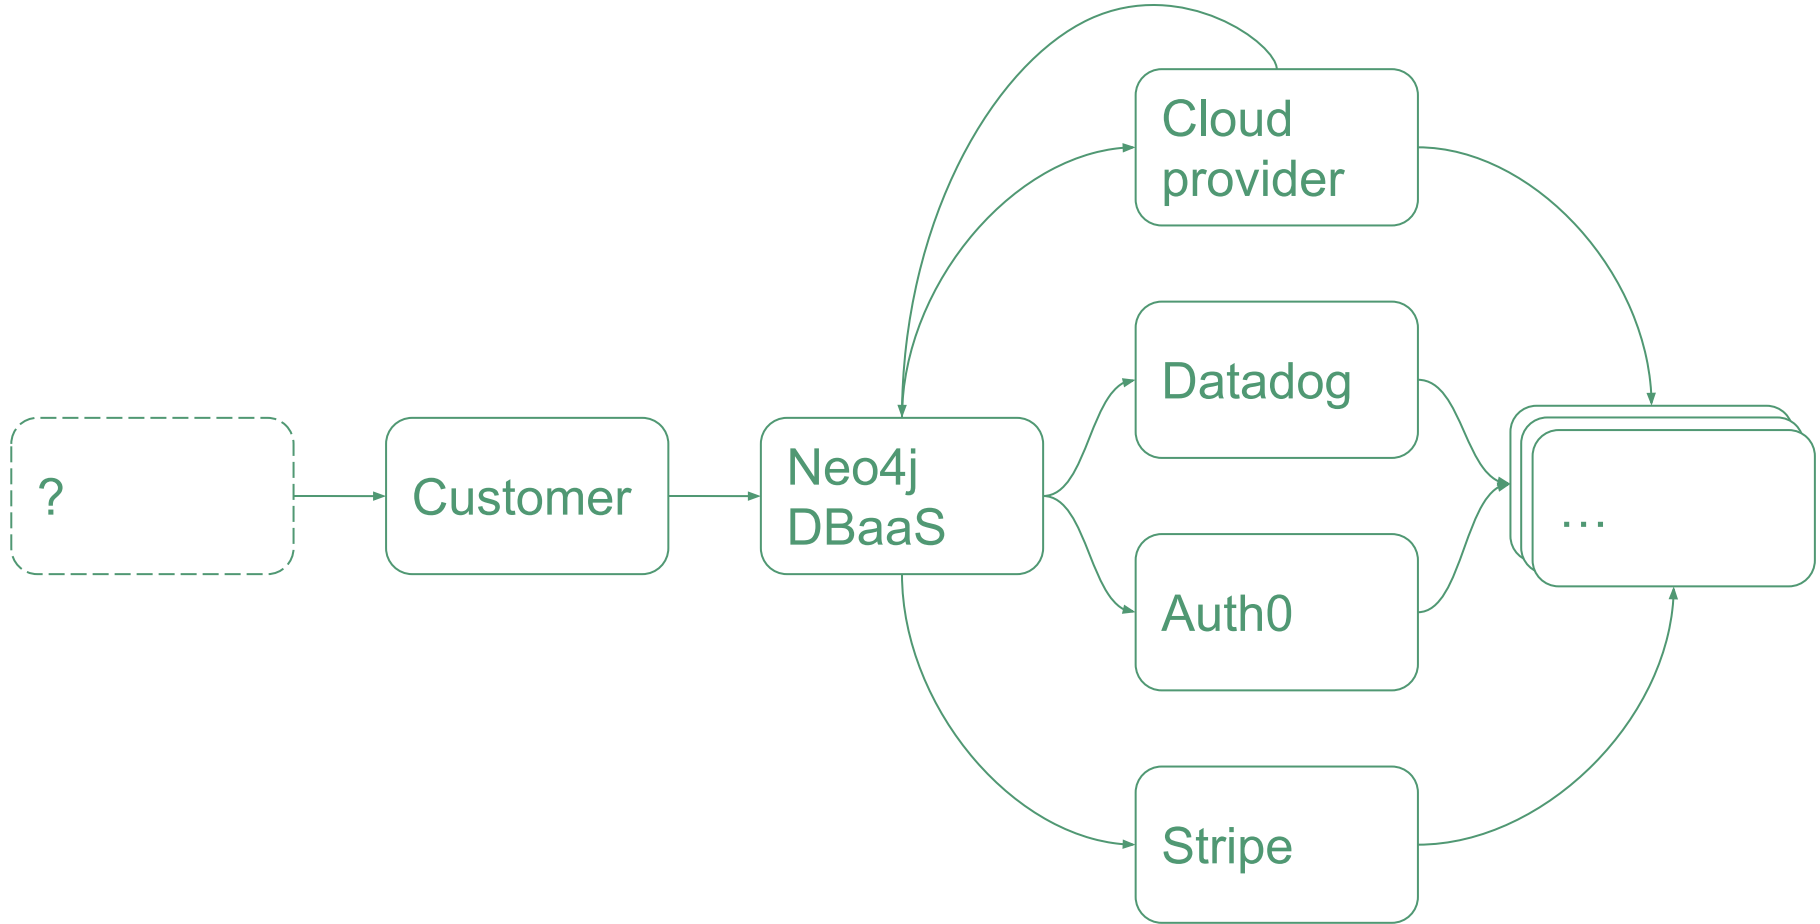 Cloud
provider
Datadog
?
Customer
Neo4j
DBaaS
...
Auth0
Stripe